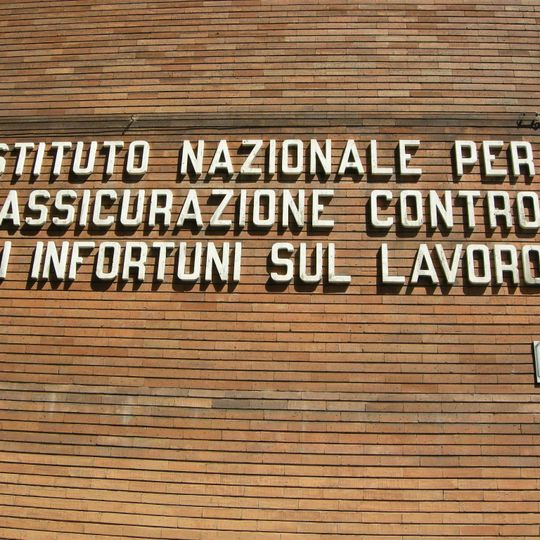 STITUTO NAZIONALE PER
ASSICURAZIONE CONTRO
I INFORTUNI SUL LAVORO